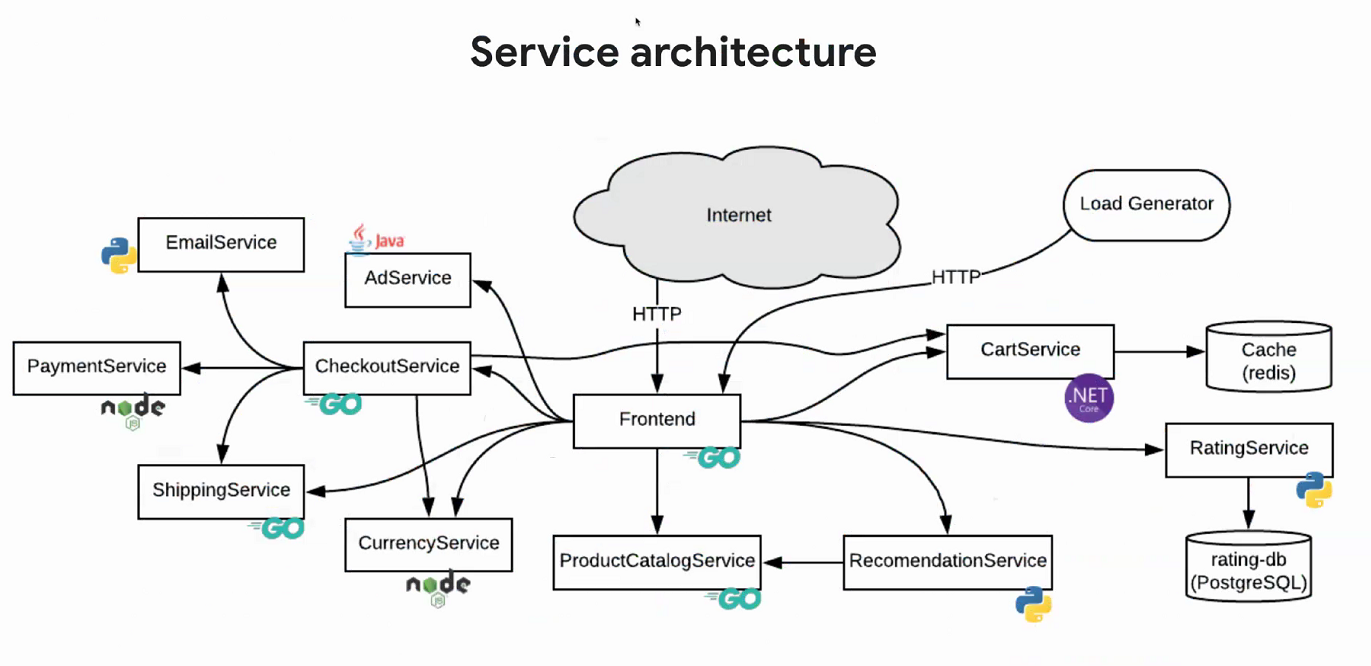 Service architecture
Internet
Load Generator
HTTP
HTTP
EmailService
Java
AdService
PaymentService
node
JS
CheckoutService
GO
Frontend
GO
CartService
.NET
Core
Cache
(redis)
RatingService
ShippingService
GO
CurrencyService
node
JS
ProductCatalogService
GO
RecomendationService
rating-db
(PostgreSQL)